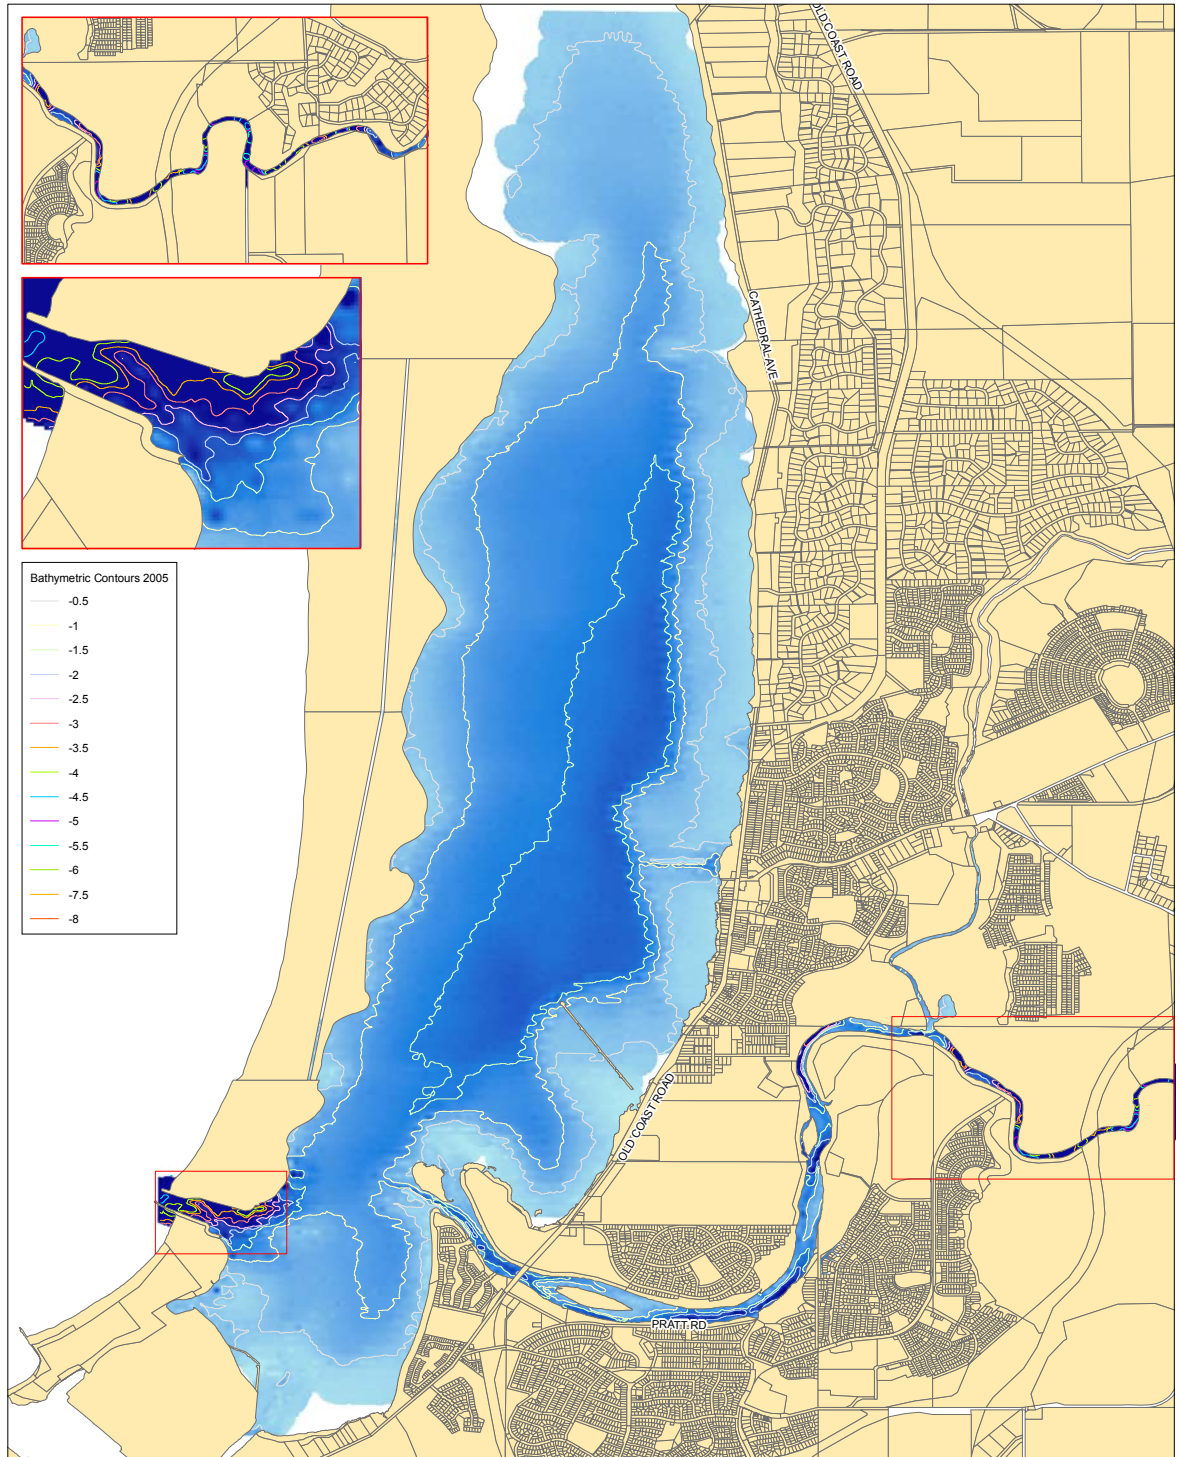 OLD COAST ROAD
CATHEDRAL AVE
Bathymetric Contours 2005
-0.5
-1
-1.5
-2
-2.5
-3
-3.5
-4
-4.5
-5
-5.5
-6
-7.5
-8
OLD COAST ROAD
PRATT RD